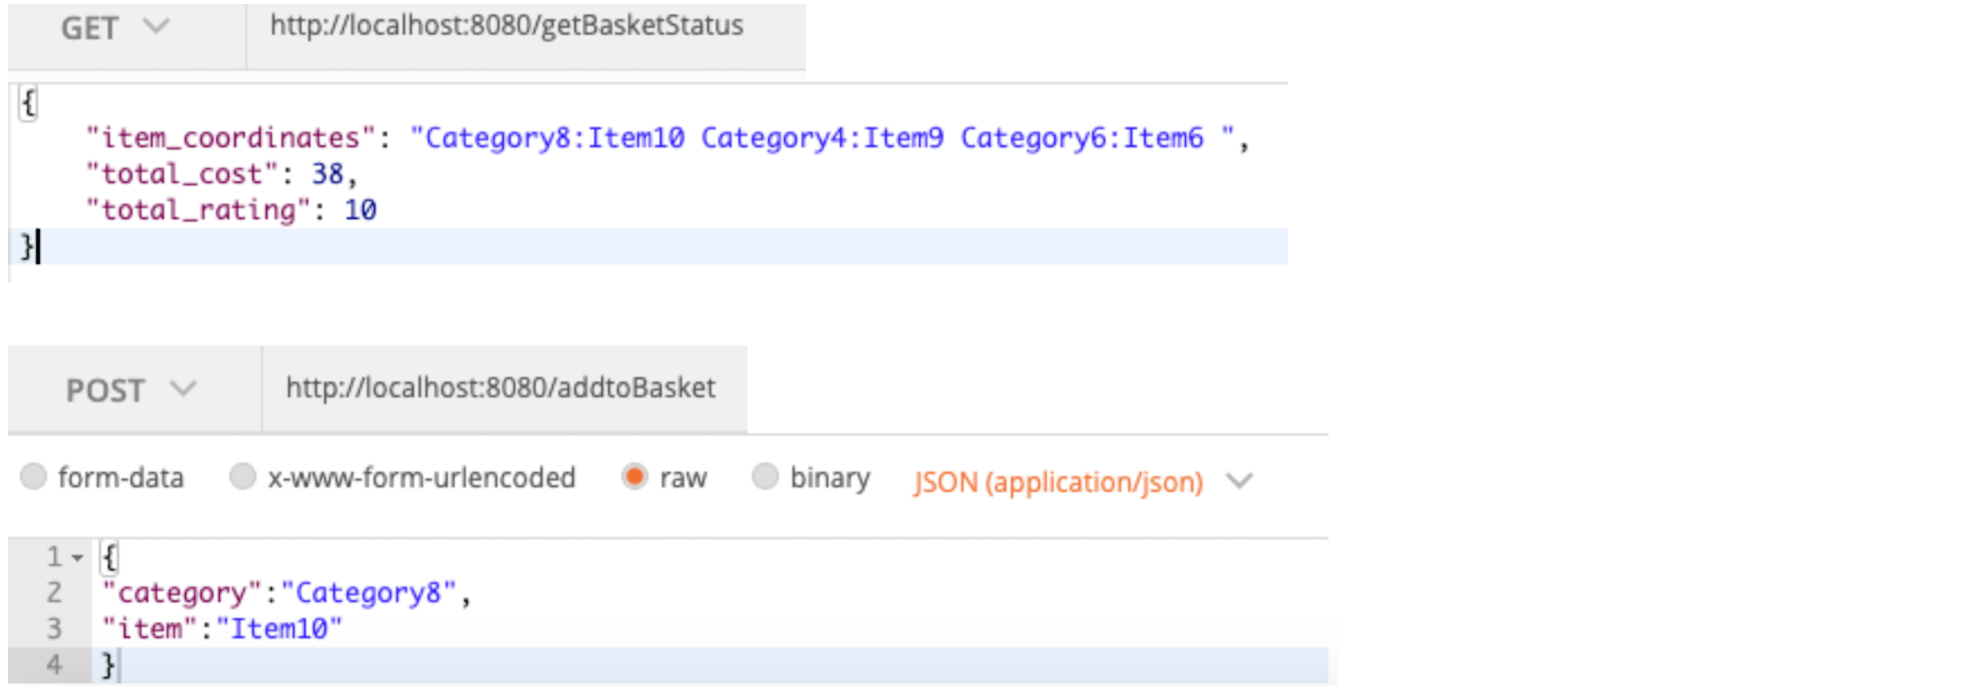 GET http://localhost:8080/getBasketStatus
{
"item_coordinates": "Category8:Item10 Category4:Item9 Category6:Item6 ",
"total_cost": 38,
"total_rating": 10
}
POST http://localhost:8080/addtoBasket
form-data x-www-form-urlencoded raw binary JSON (application/json)
1 {
2 "category":"Category8",
3 "item":"Item10"
4 }